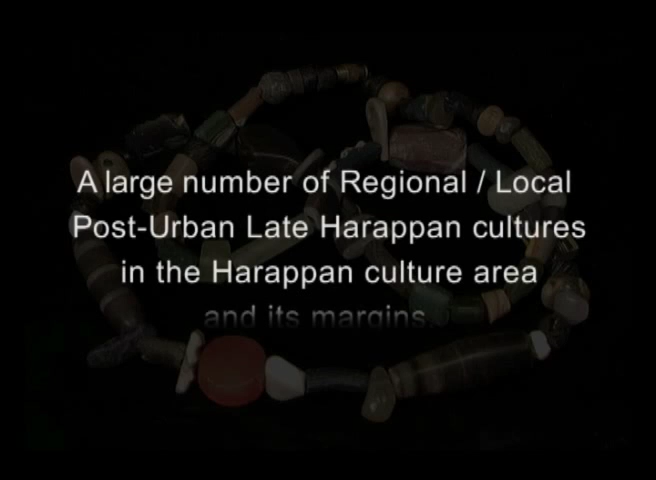 A large number of Regional / Local
Post-Urban Late Harappan cultures
in the Harappan culture area
and its margins.